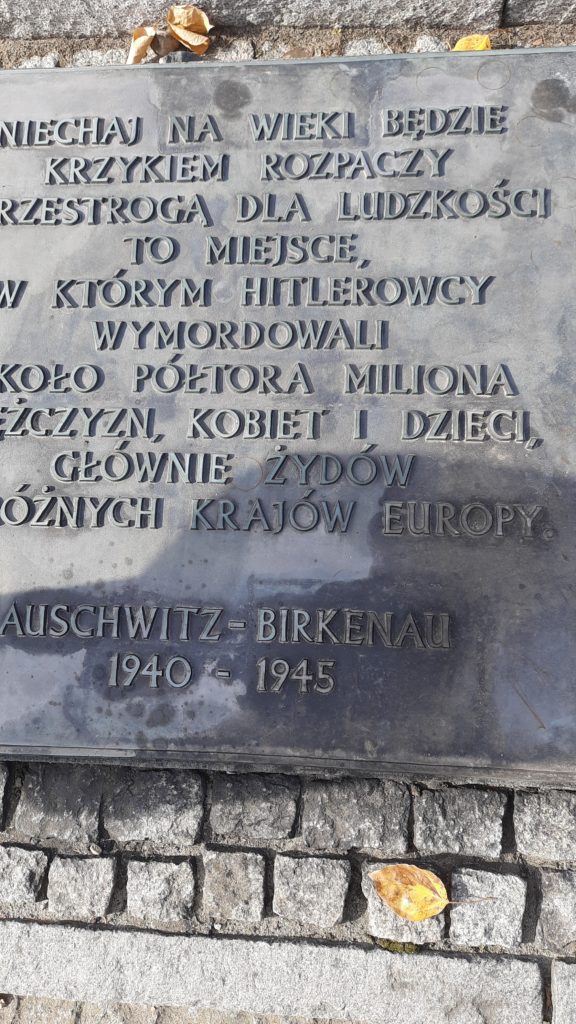 NIECHAJ NA WIEKI BĘDZIE
KRZYKIEM ROZPACZY
RZESTROGĄ DLA LUDZKOŚCI
TO MIEJSCE,
W KTÓRYM HITLEROWCY
WYMORDOWALI
KOŁO PÓŁTORA MILIONA
ĘŻCZYZN, KOBIET I DZIECI,
GŁÓWNIE ŻYDÓW
RÓŻNYCH KRAJÓW EUROPY.
AUSCHWITZ - BIRKENAU
1940 - 1945